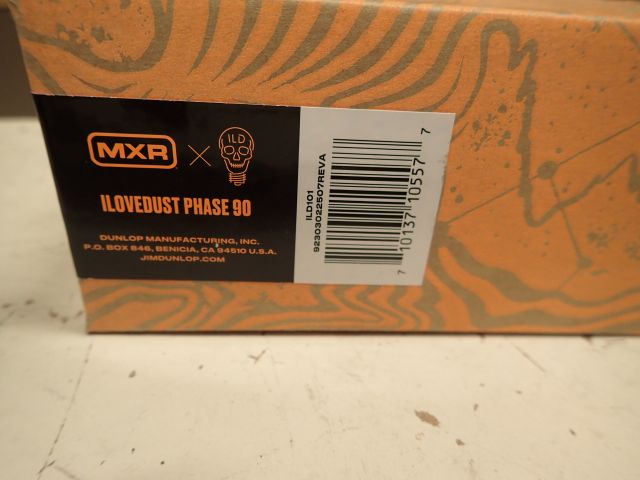 MXR X ILD
ILOVEDUST PHASE 90
DUNLOP MANUFACTURING, INC.
P.O. BOX 846, BENICIA, CA 94510 U.S.A.
JIMDUNLOP.COM
ILD101
92303022507REVA
7 10137 10557 7